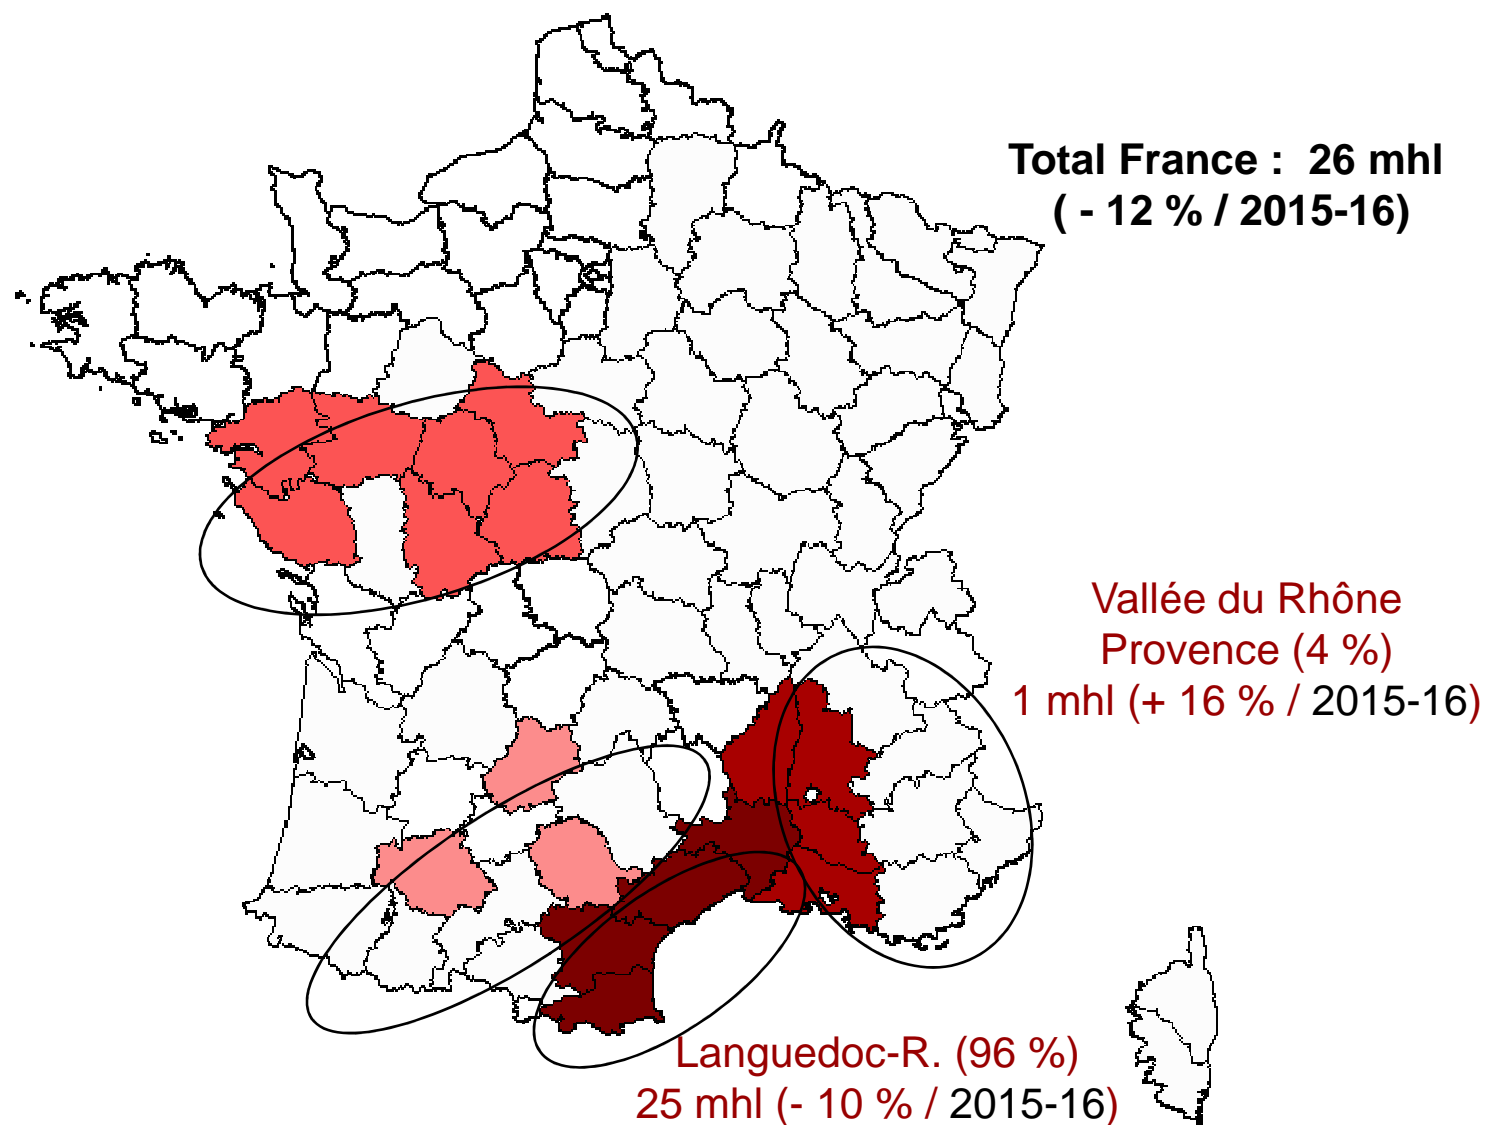 Total France : 26 mhl
( - 12 % / 2015-16)
Vallée du Rhône
Provence (4 %)
1 mhl (+ 16 % / 2015-16)
Languedoc-R. (96 %)
25 mhl (- 10 % / 2015-16)